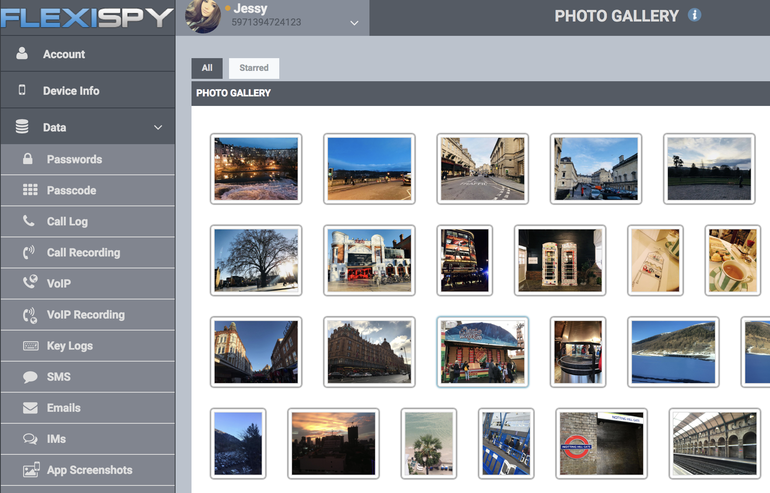 FLEXISPY
Jessy
5971394724123
PHOTO GALLERY
Account
Device Info
Data
Passwords
Passcode
Call Log
Call Recording
VoIP
VoIP Recording
Key Logs
SMS
Emails
IMs
App Screenshots
All
Starred
PHOTO GALLERY